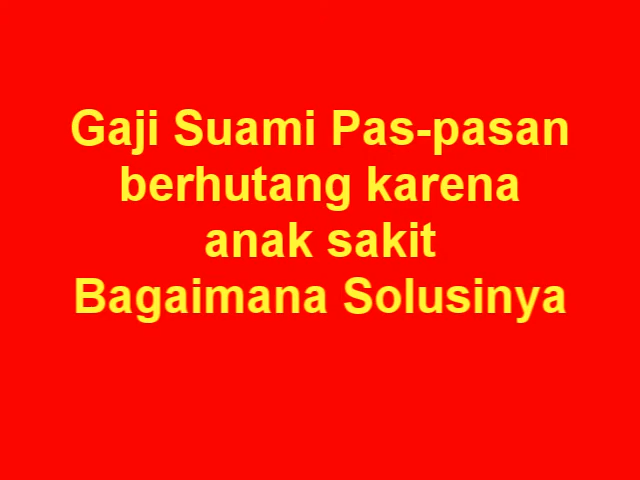 Gaji Suami Pas-pasan
berhutang karena
anak sakit
Bagaimana Solusinya